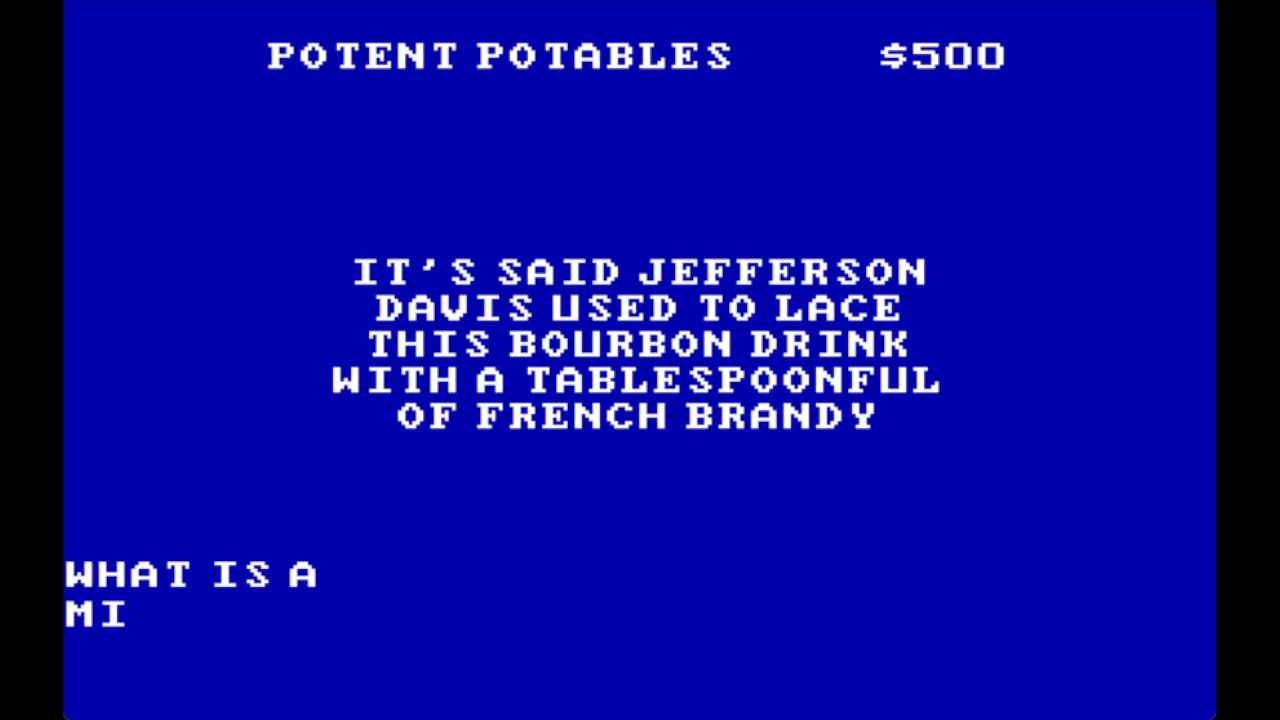 POTENT POTABLES $500
IT'S SAID JEFFERSON
DAVIS USED TO LACE
THIS BOURBON DRINK
WITH A TABLESPOONFUL
OF FRENCH BRANDY
WHAT IS A
MI